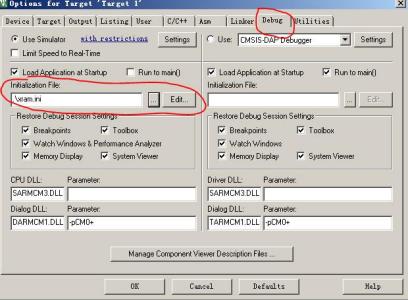 Options for Target 'Target 1'
Device Target Output Listing User C/C++ Asm Linker Debug Utilities
Use Simulator with restrictions Settings
Use: CMSIS-DAP Debugger Settings
Limit Speed to Real-Time
Load Application at Startup Run to main()
Load Application at Startup Run to main()
Initialization File:
Initialization File:
.\xram.ini ... Edit...
... Edit...
Restore Debug Session Settings
Restore Debug Session Settings
Breakpoints Toolbox
Breakpoints Toolbox
Watch Windows & Performance Analyzer
Watch Windows
Memory Display System Viewer
Memory Display System Viewer
CPU DLL: Parameter:
Driver DLL: Parameter:
SARMCM3.DLL
SARMCM3.DLL
Dialog DLL: Parameter:
Dialog DLL: Parameter:
DARMCM1.DLL -pCM0+
TARMCM1.DLL -pCM0+
Manage Component Viewer Description Files ...
OK Cancel Defaults Help